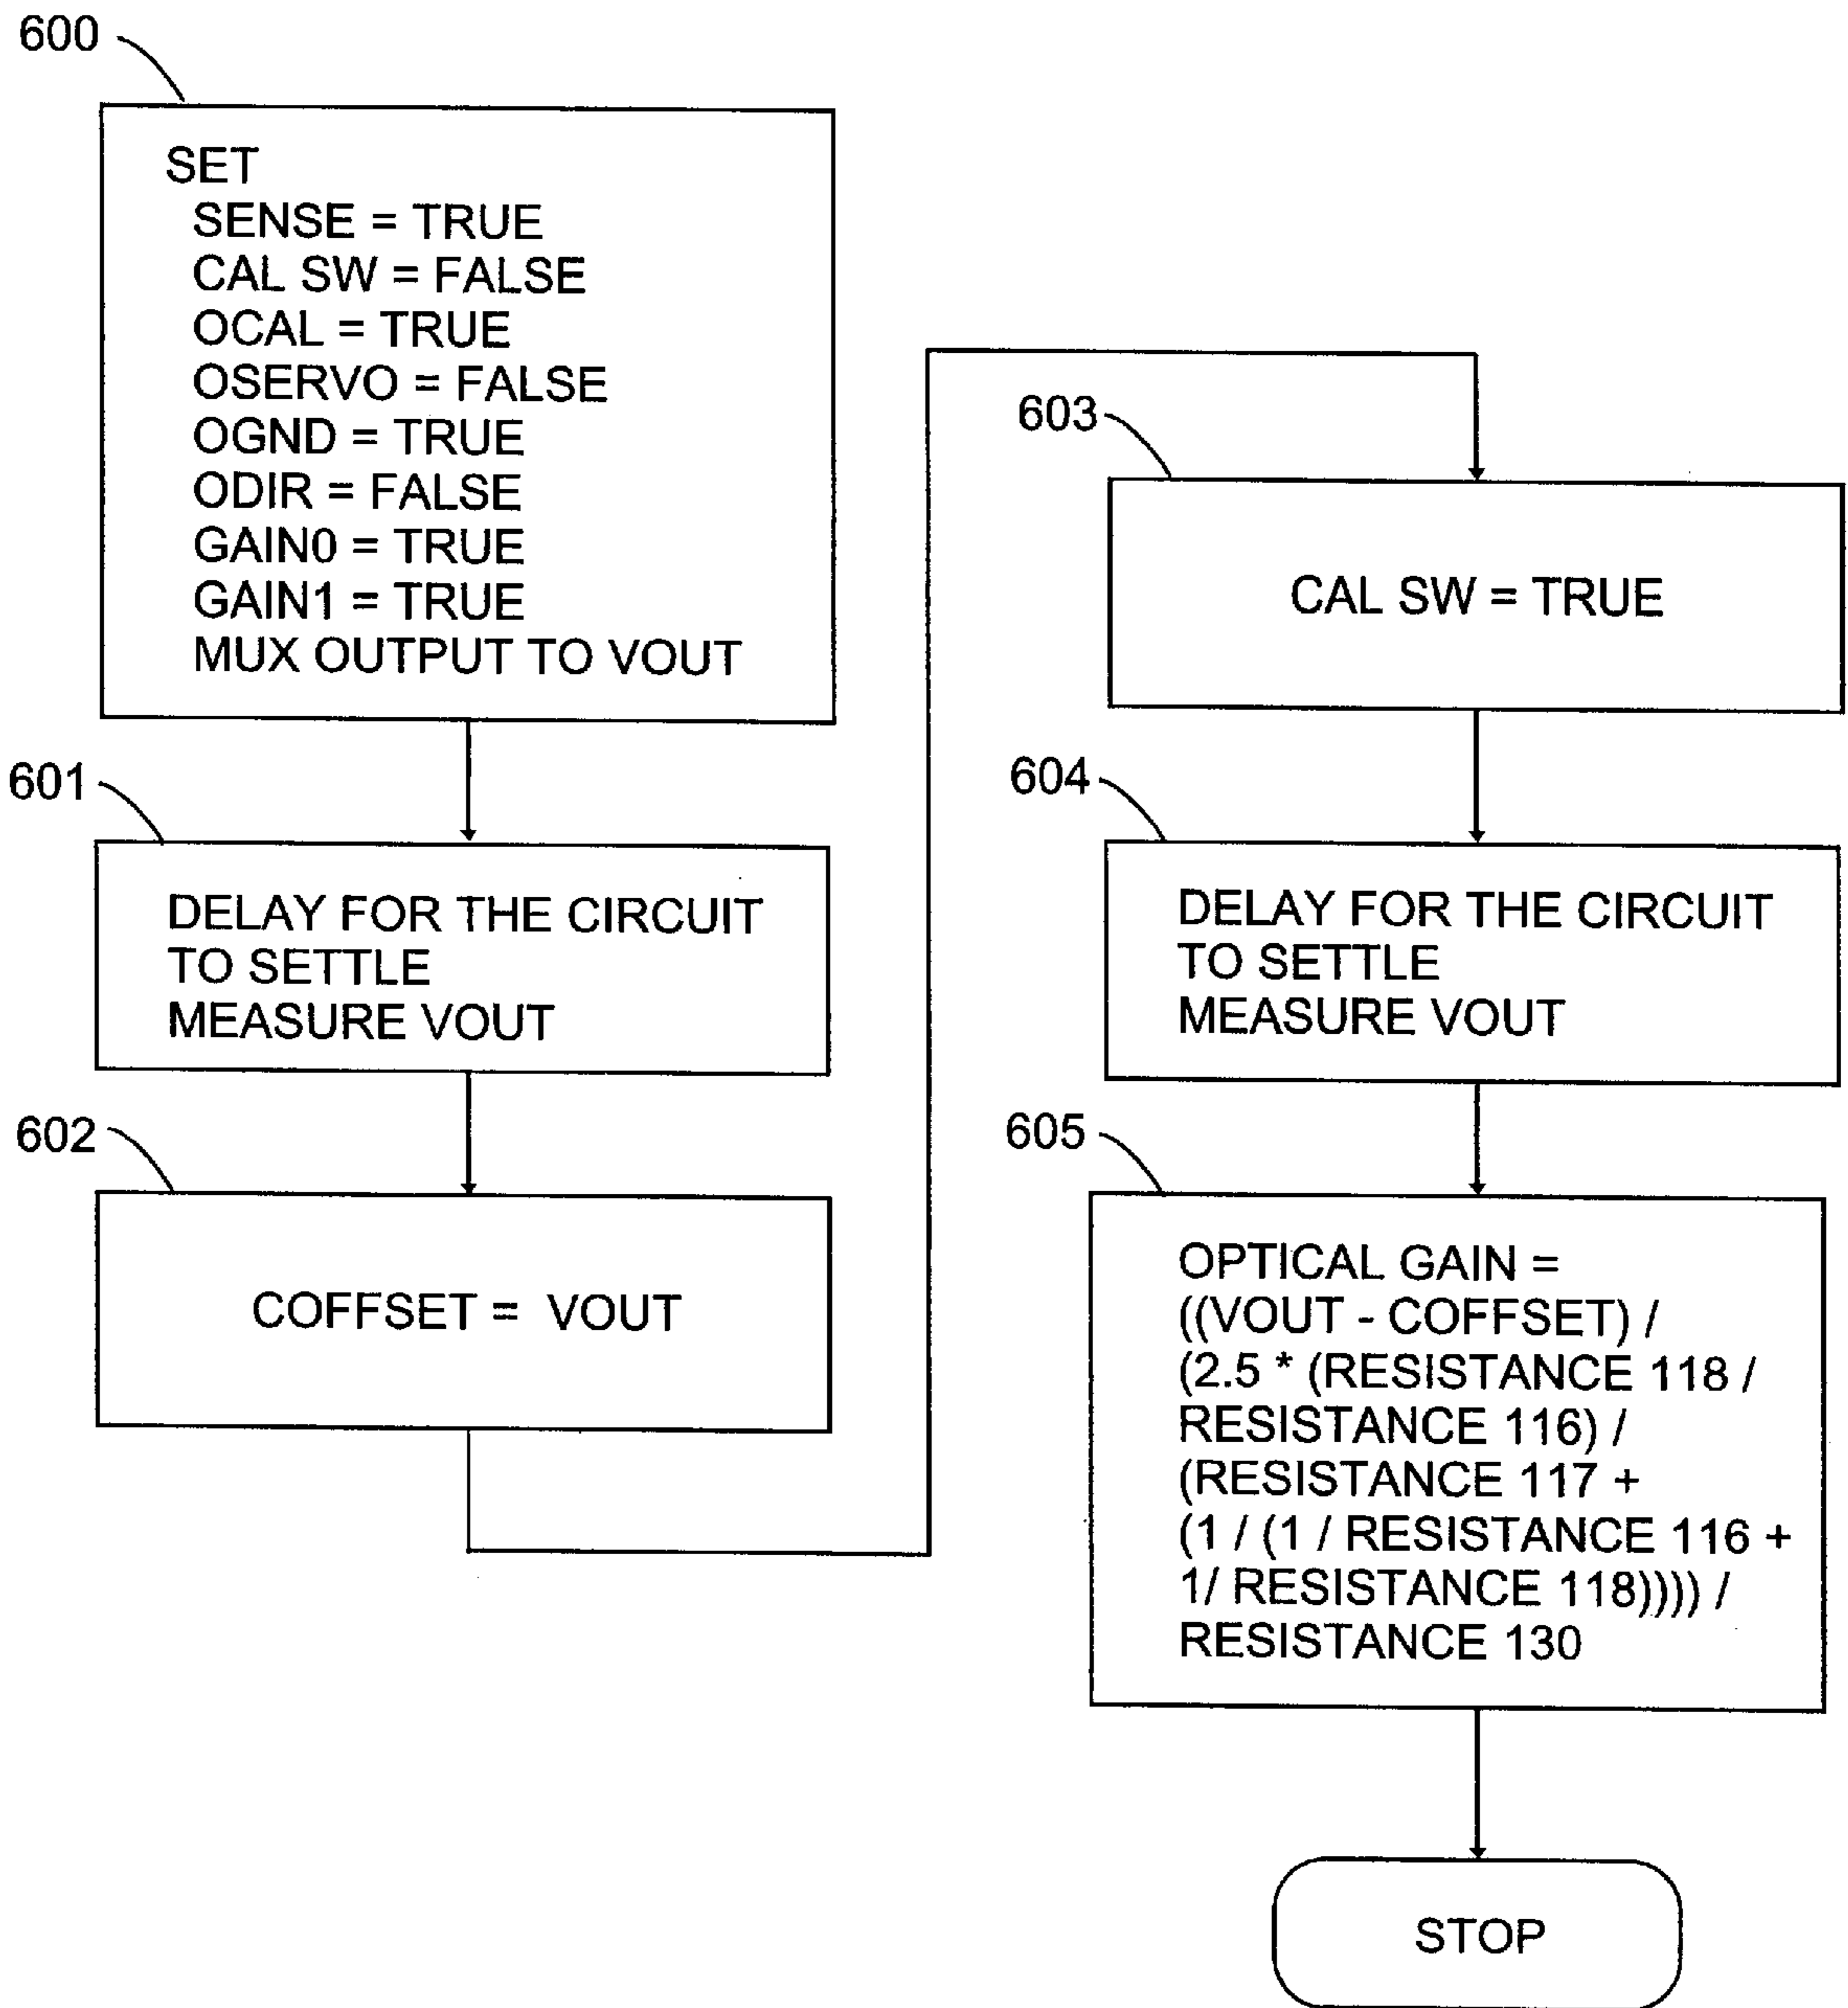 600
SET
SENSE = TRUE
CAL SW = FALSE
OCAL = TRUE
OSERVO = FALSE
OGND = TRUE
ODIR = FALSE
GAIN0 = TRUE
GAIN1 = TRUE
MUX OUTPUT TO VOUT
601
DELAY FOR THE CIRCUIT
TO SETTLE
MEASURE VOUT
602
COFFSET = VOUT
603
CAL SW = TRUE
604
DELAY FOR THE CIRCUIT
TO SETTLE
MEASURE VOUT
605
OPTICAL GAIN =
((VOUT - COFFSET) /
(2.5 * (RESISTANCE 118 /
RESISTANCE 116) /
(RESISTANCE 117 +
(1 / (1 / RESISTANCE 116 +
1/ RESISTANCE 118)))) /
RESISTANCE 130
STOP